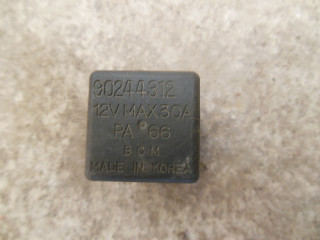 90244312
12V MAX 30A
PA 66
B C M
MADE IN KOREA